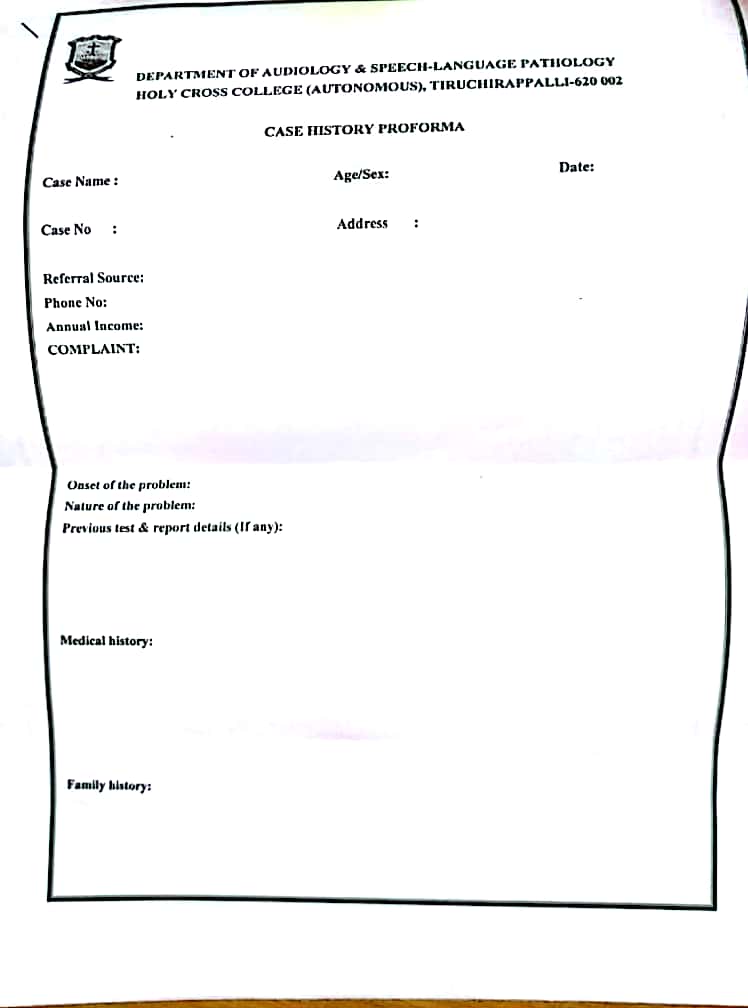 DEPARTMENT OF AUDIOLOGY & SPEECH-LANGUAGE PATHOLOGY
HOLY CROSS COLLEGE (AUTONOMOUS), TIRUCHIRAPPALLI-620 002
CASE HISTORY PROFORMA
Case Name : Age/Sex: Date:
Case No : Address :
Referral Source:
Phone No:
Annual Income:
COMPLAINT:
Onset of the problem:
Nature of the problem:
Previous test & report details (If any):
Medical history:
Family history: